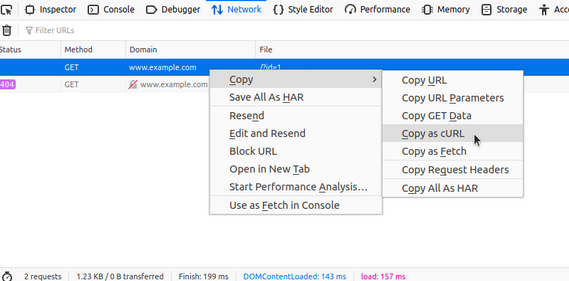 Inspector Console Debugger Network Style Editor Performance Memory Storage
Filter URLs
Status Method Domain File
GET www.example.com /?id=1
404 GET www.example.com
Copy
Save All As HAR
Resend
Edit and Resend
Block URL
Open in New Tab
Start Performance Analysis...
Use as Fetch in Console
Copy URL
Copy URL Parameters
Copy GET Data
Copy as cURL
Copy as Fetch
Copy Request Headers
Copy All As HAR
2 requests 1.23 KB / 0 B transferred Finish: 199 ms DOMContentLoaded: 143 ms load: 157 ms